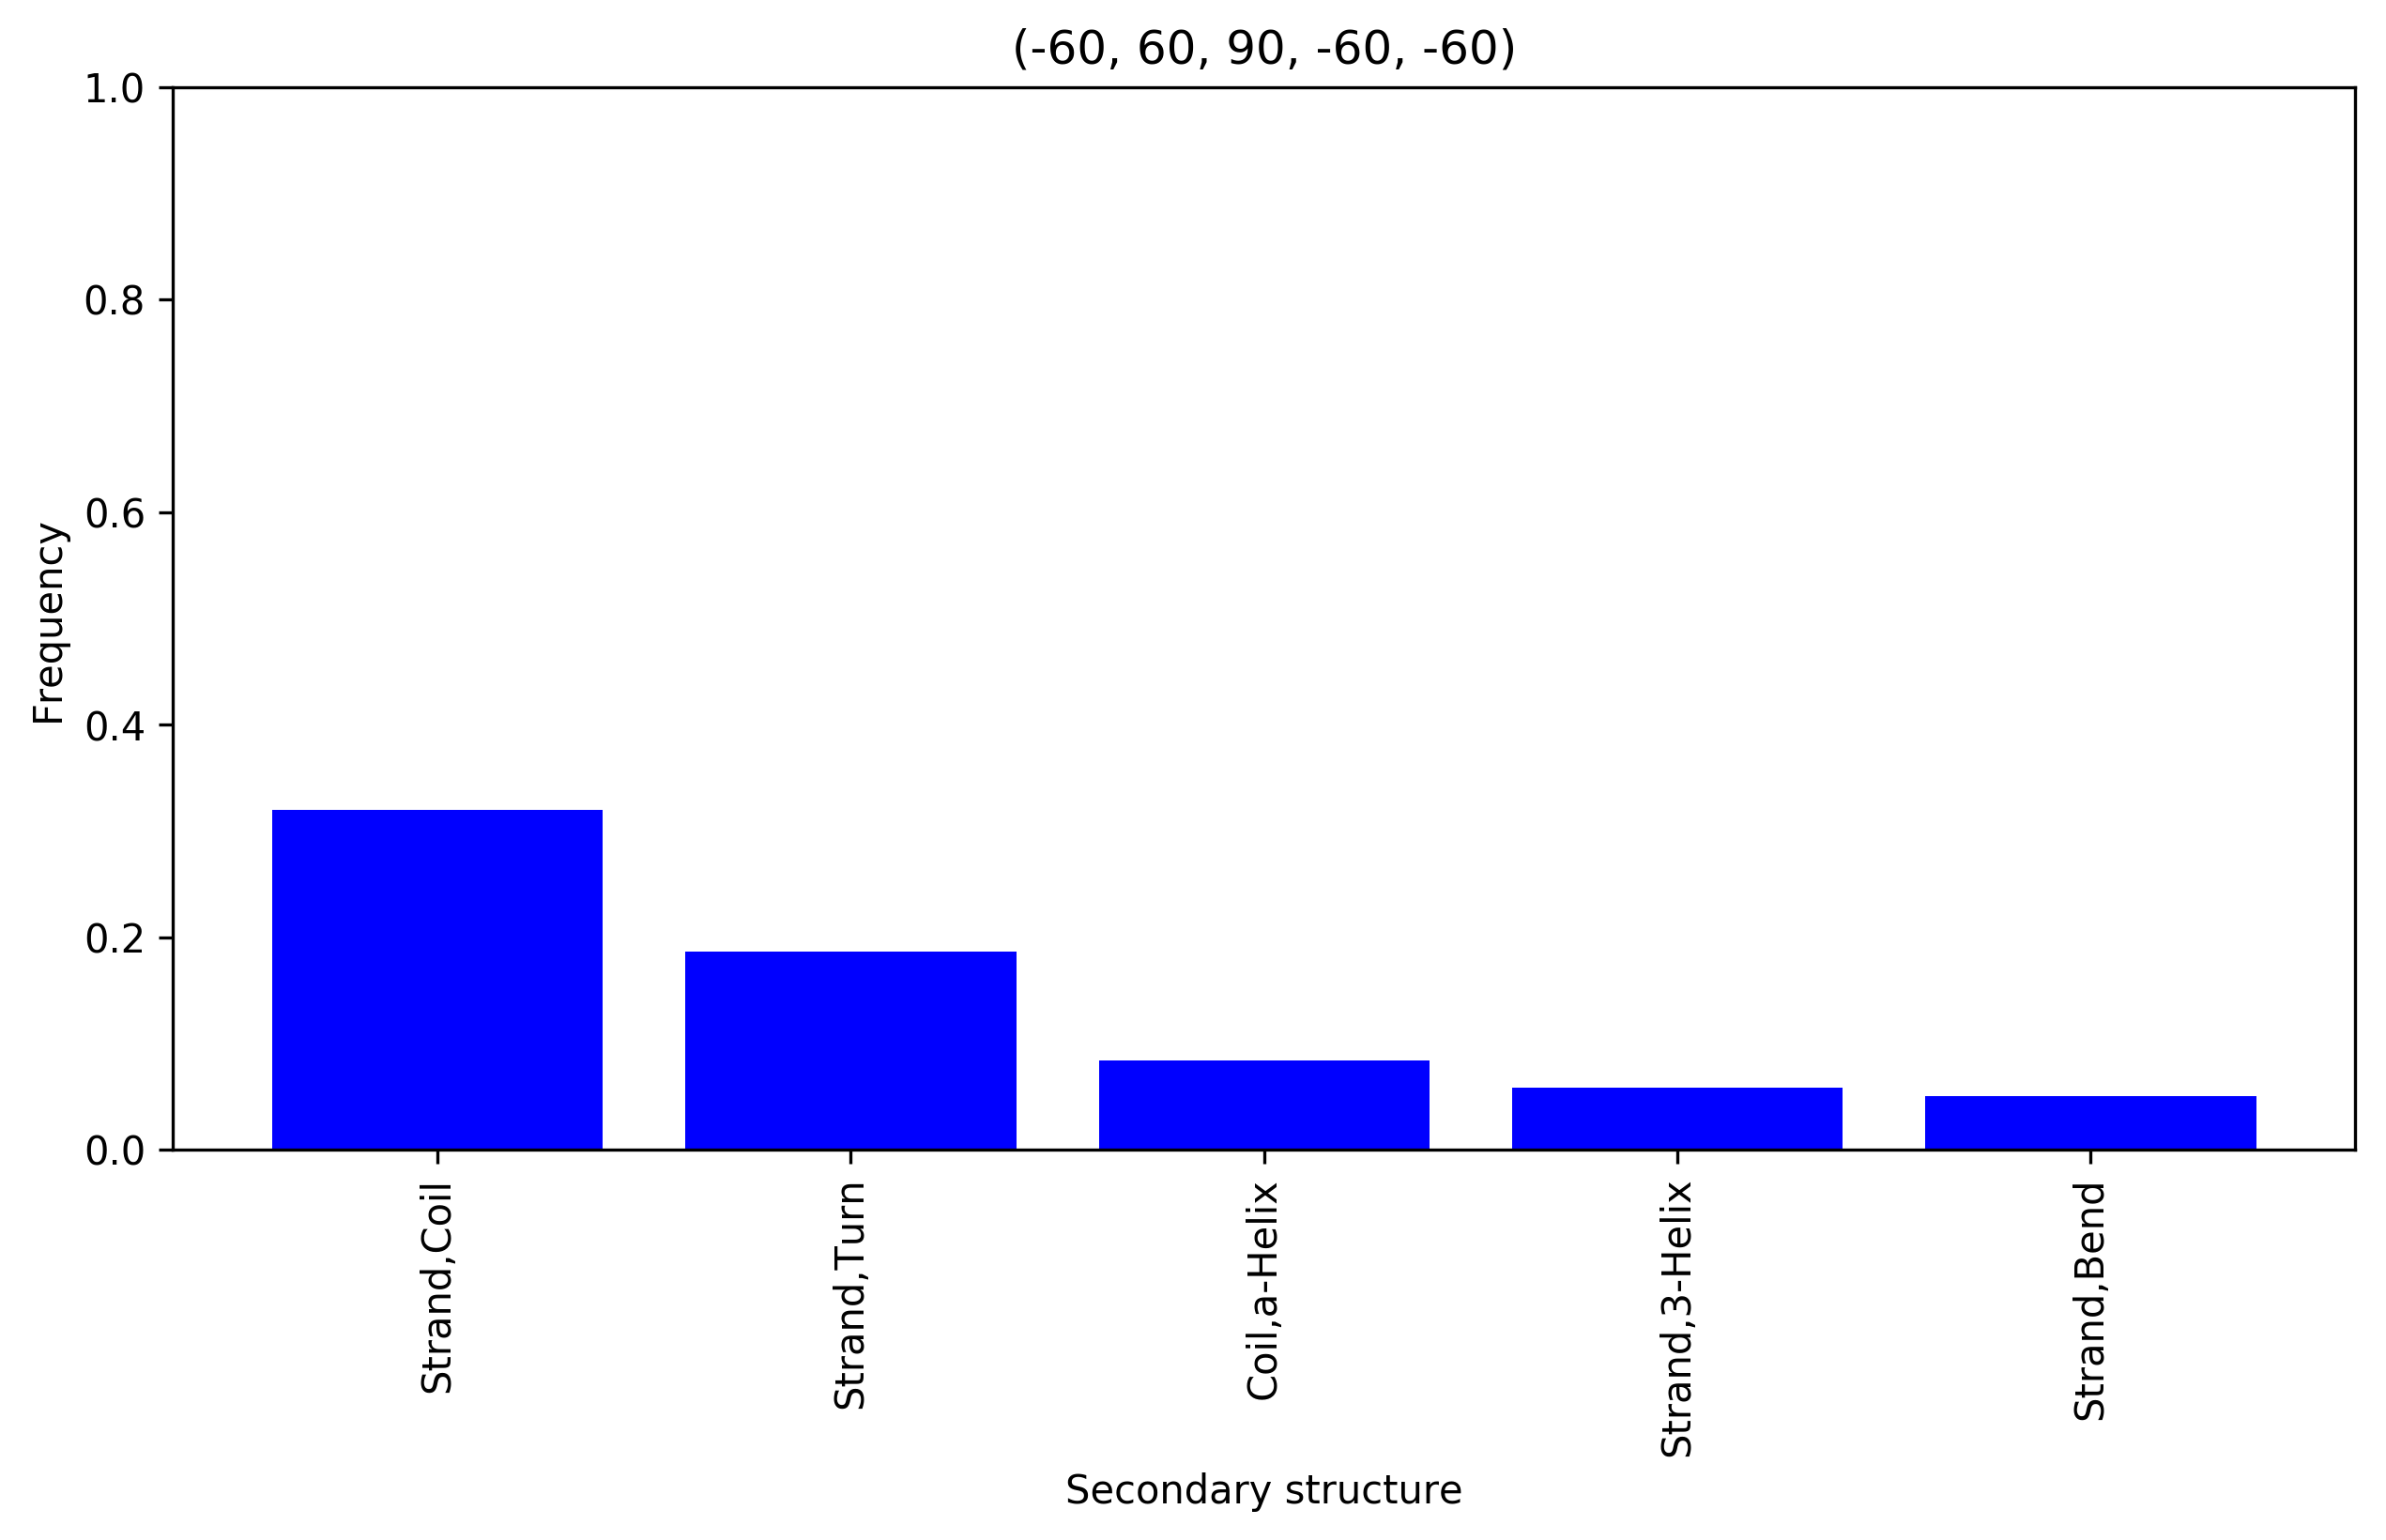 (-60, 60, 90, -60, -60)
1.0
0.8
0.6
0.4
0.2
0.0
Frequency
Strand,Coil
Strand,Turn
Coil,a-Helix
Strand,3-Helix
Strand,Bend
Secondary structure